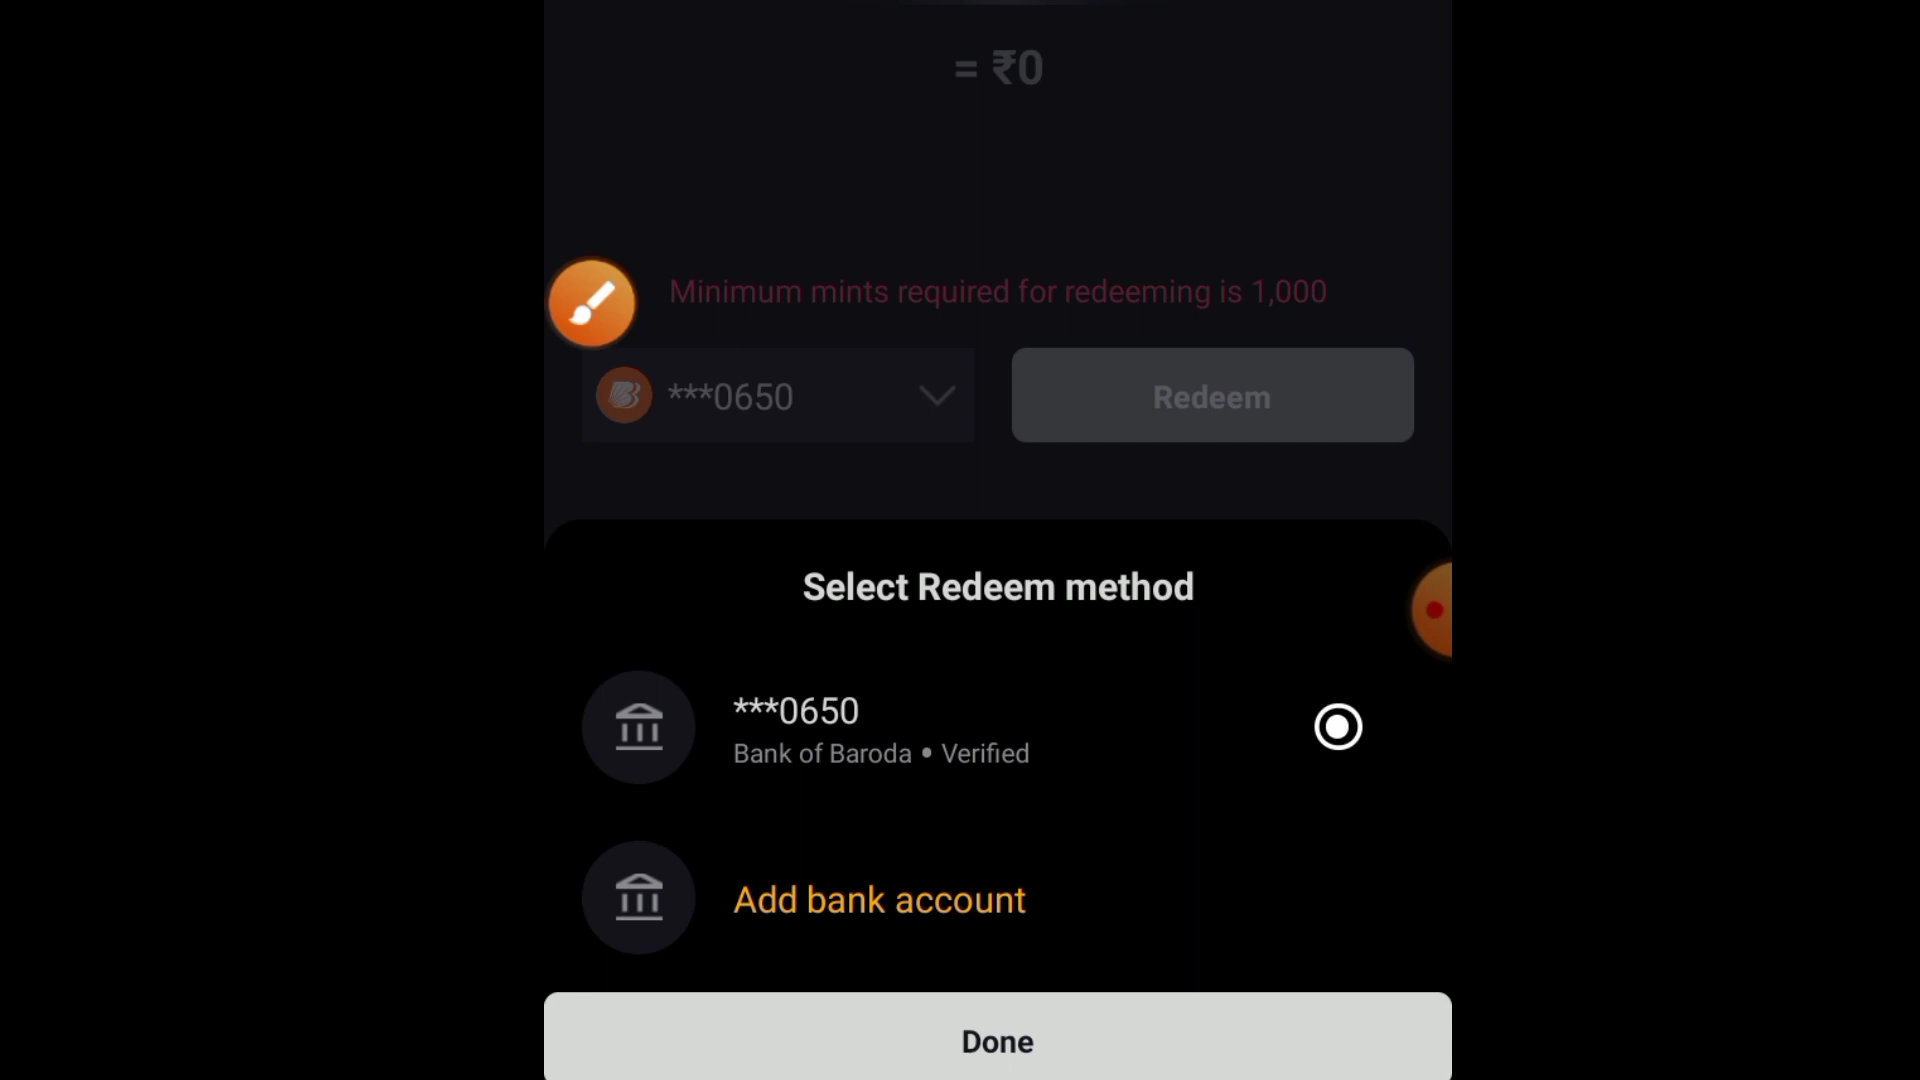 = ₹0
Minimum mints required for redeeming is 1,000
***0650
Redeem
Select Redeem method
***0650
Bank of Baroda • Verified
Add bank account
Done